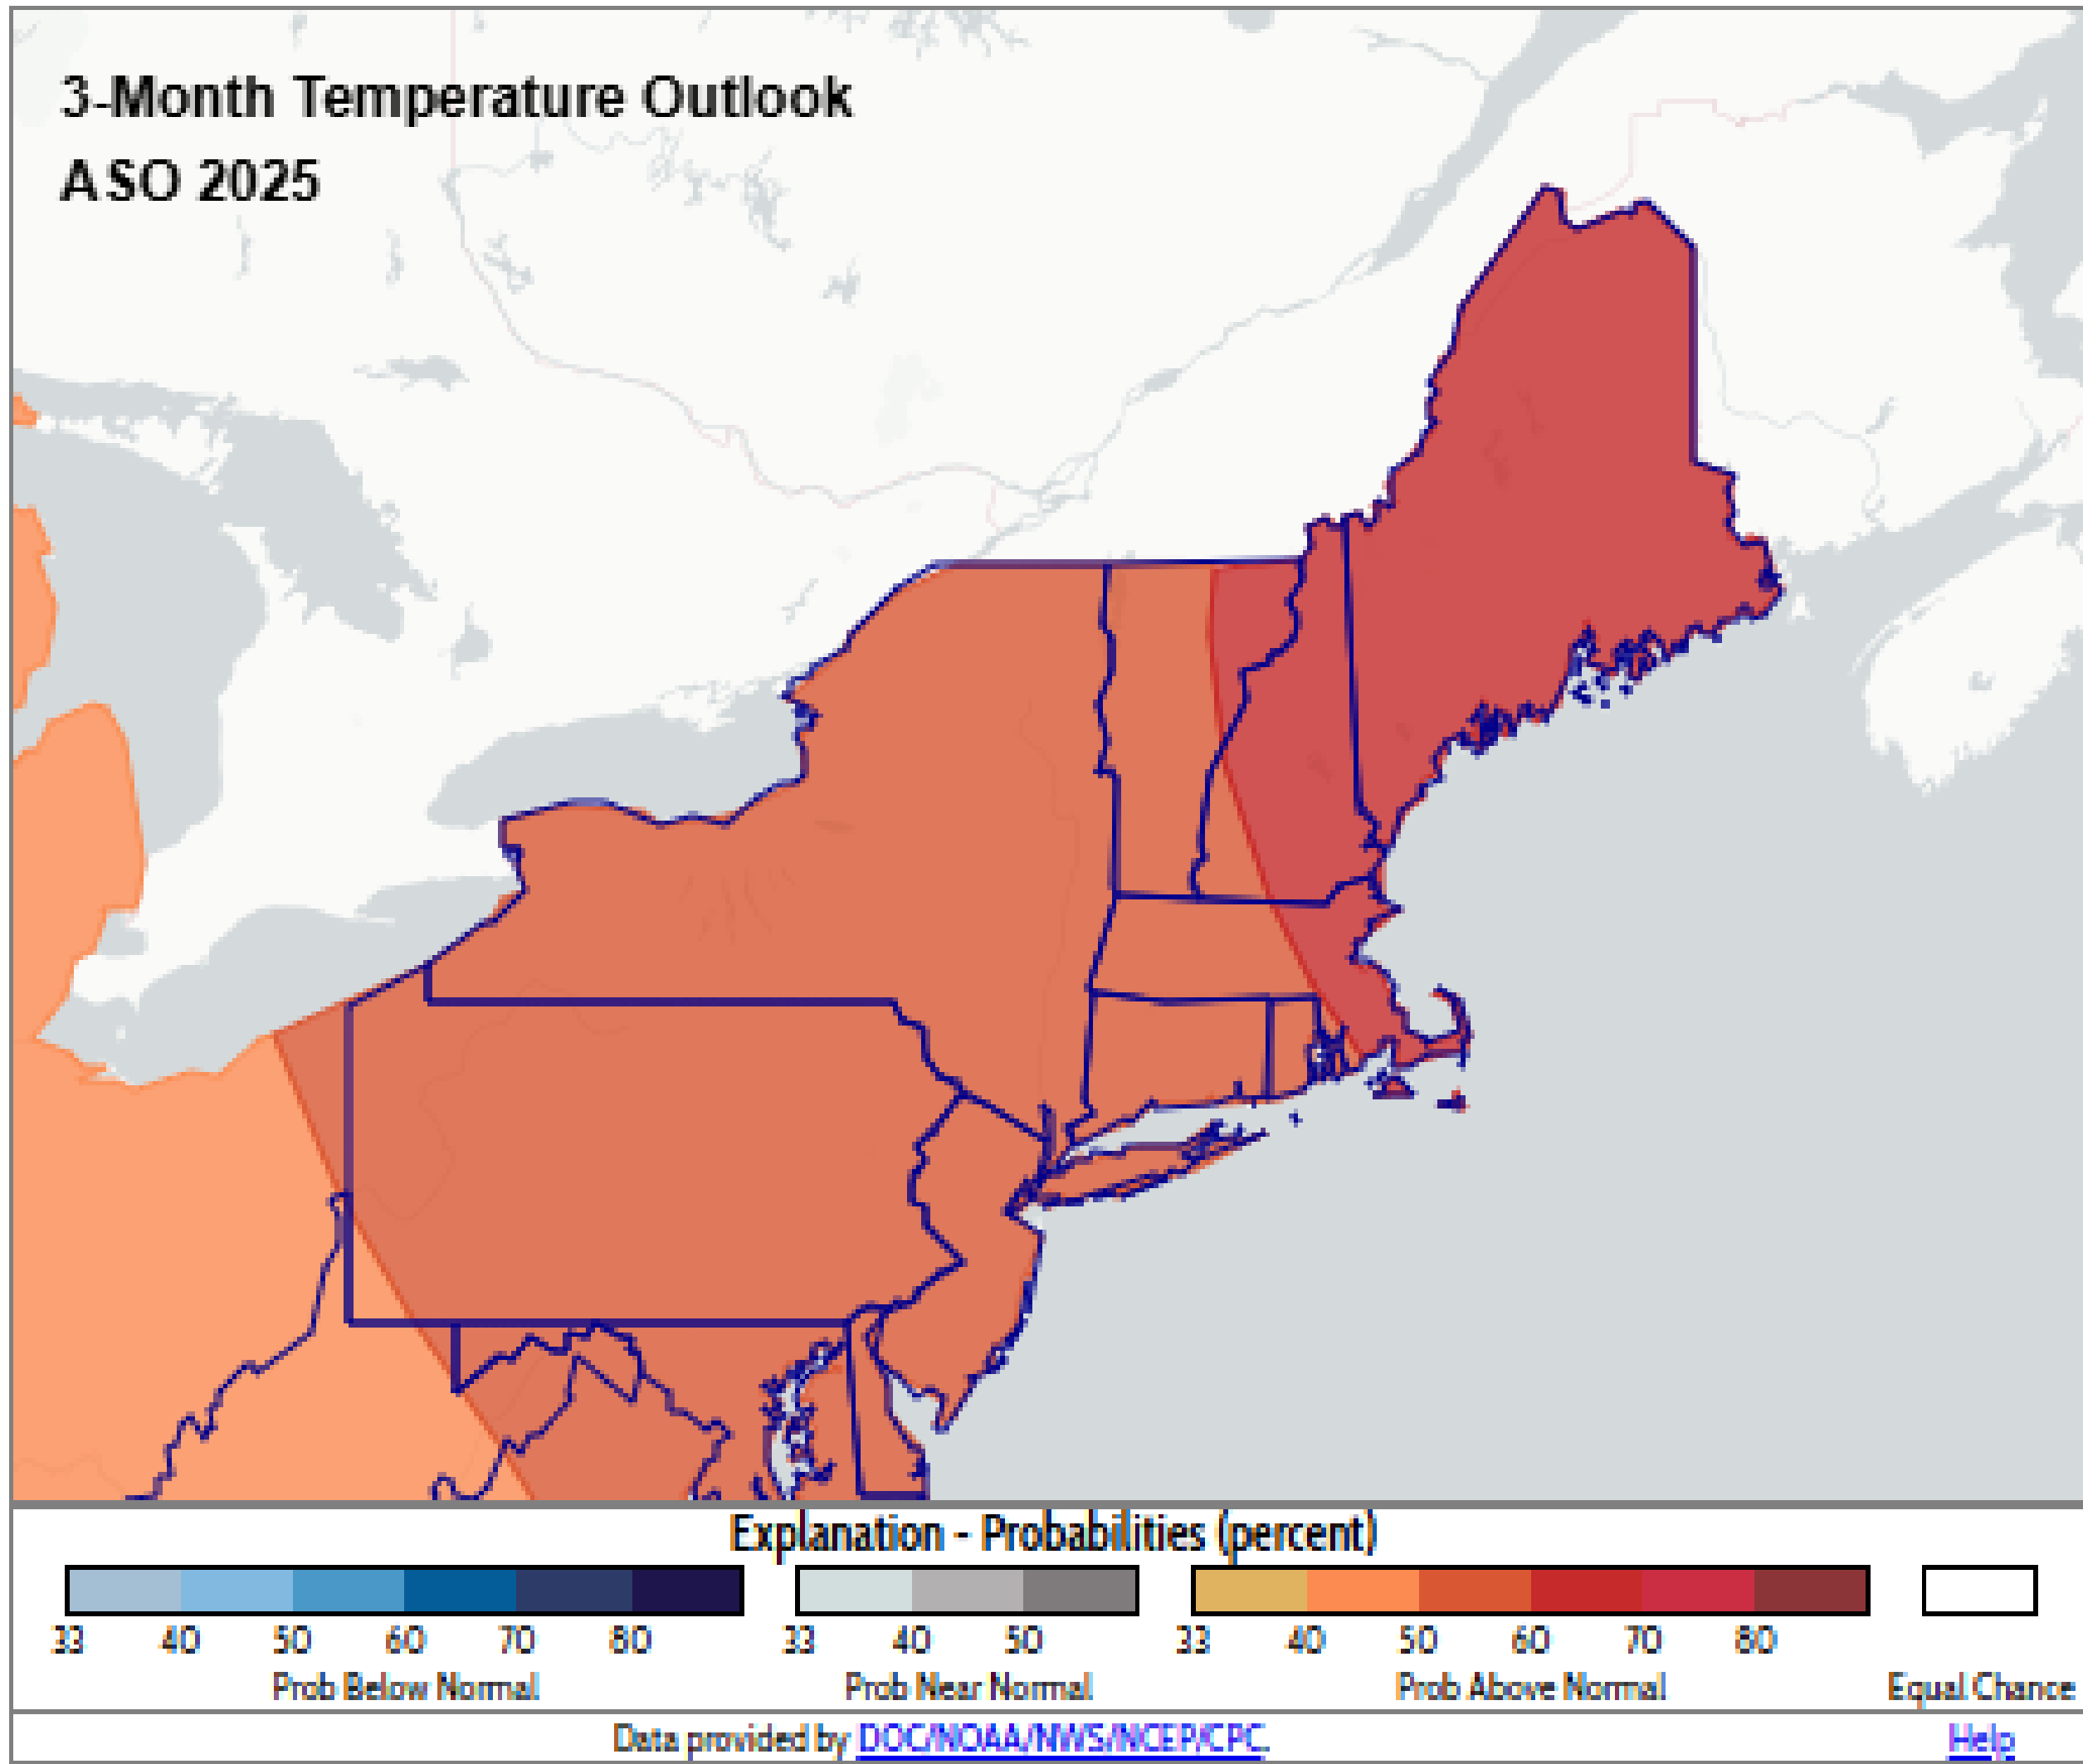 3-Month Temperature Outlook
ASO 2025
Explanation - Probabilities (percent)
33 40 50 60 70 80 33 40 50 33 40 50 60 70 80
Prob Below Normal Prob Near Normal Prob Above Normal Equal Chance
Data provided by DOC/NOAA/NWS/NCEP/CPC. Help